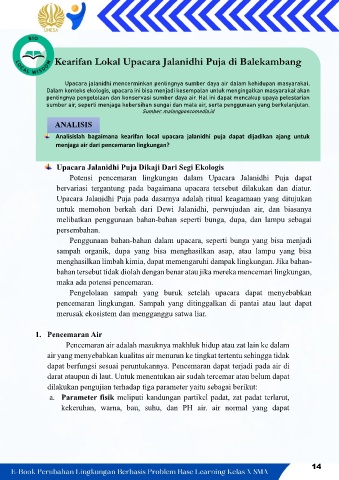 UNESA
BIO
LOCAL WISDOM
Kearifan Lokal Upacara Jalanidhi Puja di Balekambang
Upacara jalanidhi mencerminkan pentingnya sumber daya air dalam kehidupan masyarakat.
Dalam konteks ekologis, upacara ini bisa menjadi kesempatan untuk mengingatkan masyarakat akan
pentingnya pengelolaan dan konservasi sumber daya air. Hal ini dapat mencakup upaya pelestarian
sumber air, seperti menjaga kebersihan sungai dan mata air, serta penggunaan yang berkelanjutan.
Sumber: malangposcomedia.id
ANALISIS
Analisislah bagaimana kearifan local upacara jalanidhi puja dapat dijadikan ajang untuk
menjaga air dari pencemaran lingkungan?
Upacara Jalanidhi Puja Dikaji Dari Segi Ekologis
Potensi pencemaran lingkungan dalam Upacara Jalanidhi Puja dapat
bervariasi tergantung pada bagaimana upacara tersebut dilakukan dan diatur.
Upacara Jalanidhi Puja pada dasarnya adalah ritual keagamaan yang ditujukan
untuk memohon berkah dari Dewi Jalanidhi, perwujudan air, dan biasanya
melibatkan penggunaan bahan-bahan seperti bunga, dupa, dan lampu sebagai
persembahan.
Penggunaan bahan-bahan dalam upacara, seperti bunga yang bisa menjadi
sampah organik, dupa yang bisa menghasilkan asap, atau lampu yang bisa
menghasilkan limbah kimia, dapat memengaruhi dampak lingkungan. Jika bahan-
bahan tersebut tidak diolah dengan benar atau jika mereka mencemari lingkungan,
maka ada potensi pencemaran.
Pengelolaan sampah yang buruk setelah upacara dapat menyebabkan
pencemaran lingkungan. Sampah yang ditinggalkan di pantai atau laut dapat
merusak ekosistem dan mengganggu satwa liar.
1. Pencemaran Air
Pencemaran air adalah masuknya makhluk hidup atau zat lain ke dalam
air yang menyebabkan kualitas air menurun ke tingkat tertentu sehingga tidak
dapat berfungsi sesuai peruntukannya. Pencemaran dapat terjadi pada air di
darat ataupun di laut. Untuk menentukan air sudah tercemar atau belum dapat
dilakukan pengujian terhadap tiga parameter yaitu sebagai berikut:
a. Parameter fisik meliputi kandungan partikel padat, zat padat terlarut,
kekeruhan, warna, bau, suhu, dan PH air. air normal yang dapat
14
E-Book Perubahan Lingkungan Berbasis Problem Base Learning Kelas X SMA